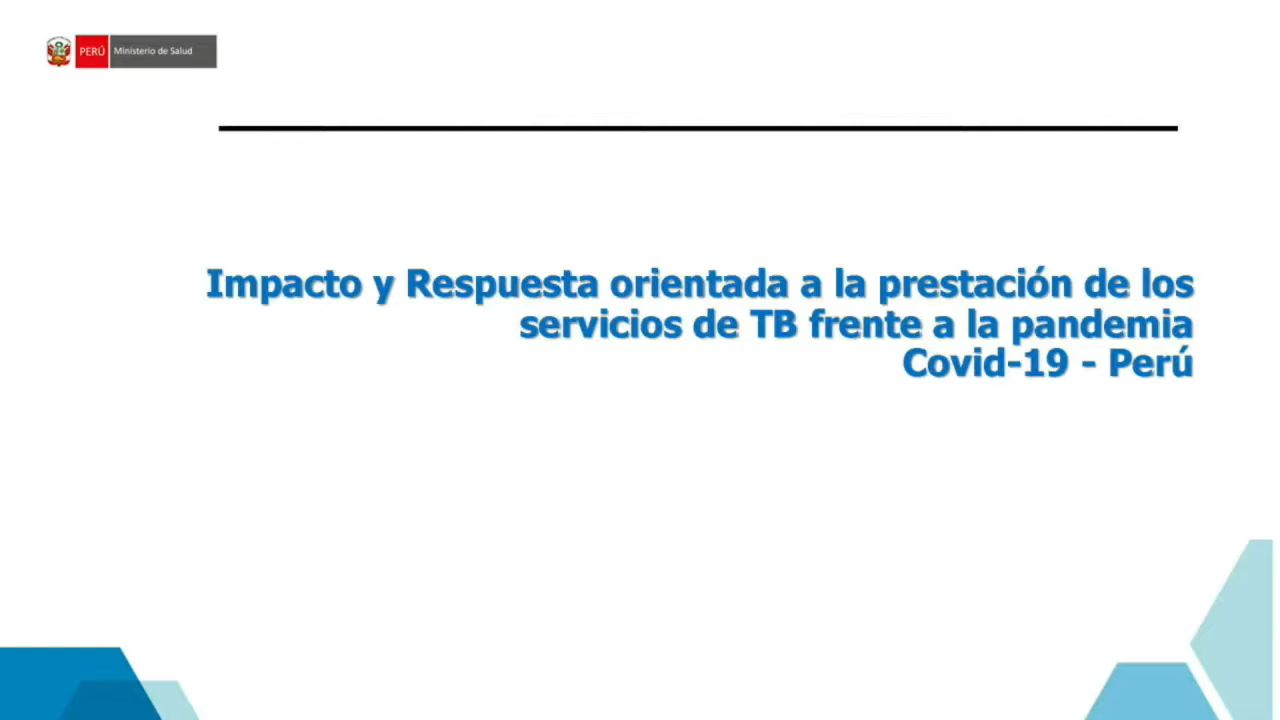 PERÚ Ministerio de Salud
Impacto y Respuesta orientada a la prestación de los
servicios de TB frente a la pandemia
Covid-19 - Perú